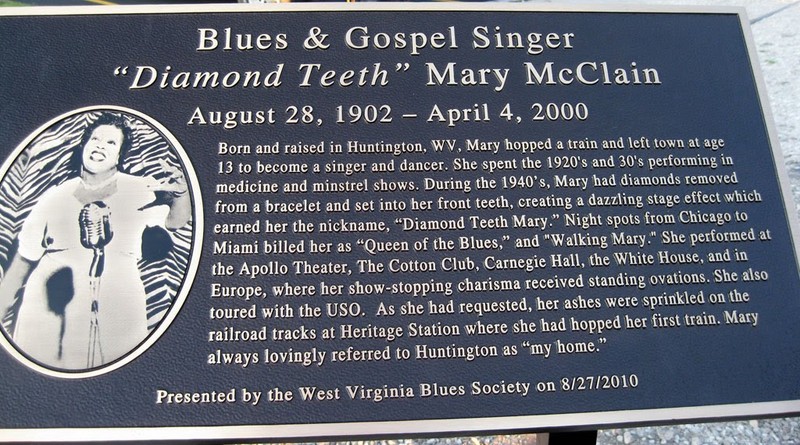 Blues & Gospel Singer
“Diamond Teeth” Mary McClain
August 28, 1902 – April 4, 2000
Born and raised in Huntington, WV, Mary hopped a train and left town at age
13 to become a singer and dancer. She spent the 1920's and 30's performing in
medicine and minstrel shows. During the 1940's, Mary had diamonds removed
from a bracelet and set into her front teeth, creating a dazzling stage effect which
earned her the nickname, “Diamond Teeth Mary.” Night spots from Chicago to
Miami billed her as “Queen of the Blues,” and "Walking Mary." She performed at
the Apollo Theater, The Cotton Club, Carnegie Hall, the White House, and in
Europe, where her show-stopping charisma received standing ovations. She also
toured with the USO. As she had requested, her ashes were sprinkled on the
railroad tracks at Heritage Station where she had hopped her first train. Mary
always lovingly referred to Huntington as “my home.”
Presented by the West Virginia Blues Society on 8/27/2010